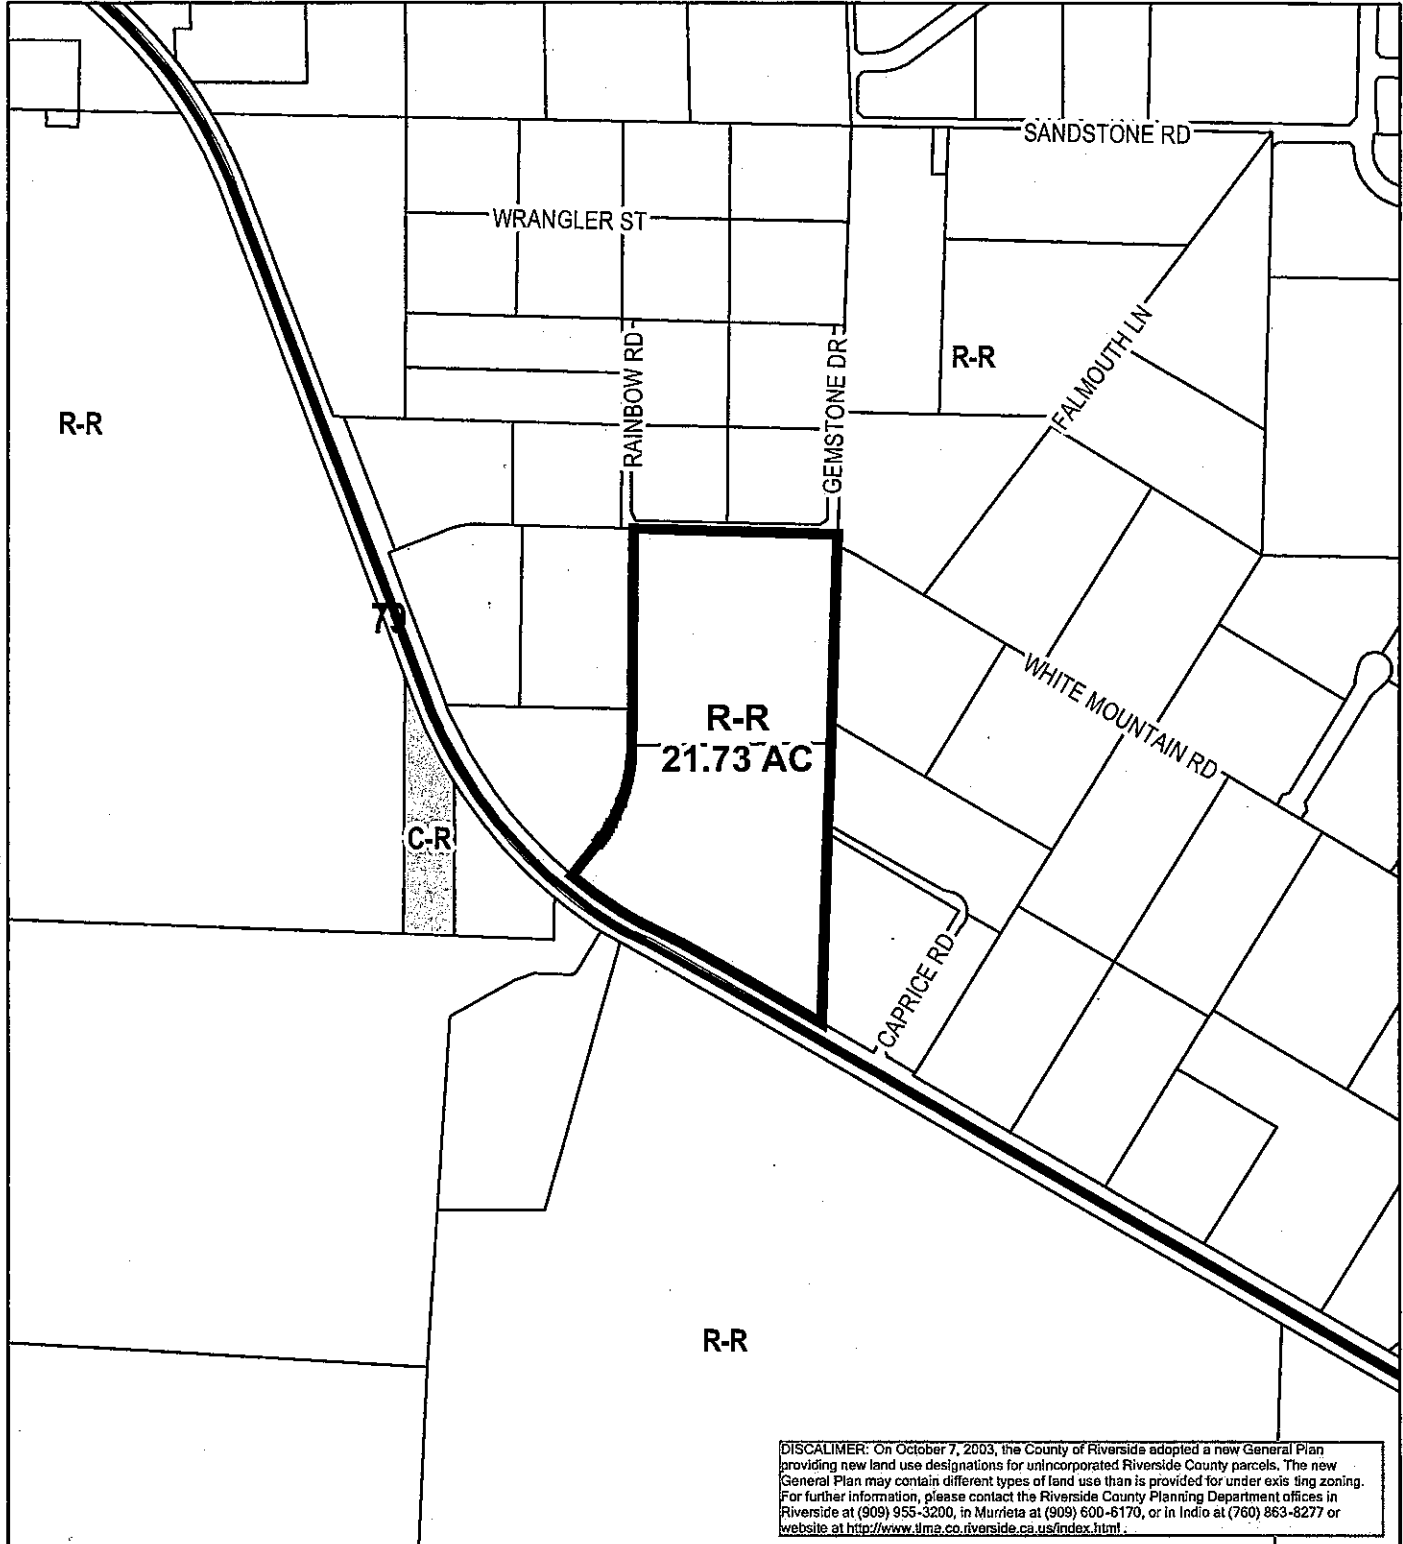 SANDSTONE RD
WRANGLER ST
RAINBOW RD
GEMSTONE DR
R-R
FALMOUTH LN
R-R
79
R-R
21.73 AC
WHITE MOUNTAIN RD
C-R
CAPRICE RD
R-R
DISCALIMER: On October 7, 2003, the County of Riverside adopted a new General Plan
providing new land use designations for unincorporated Riverside County parcels. The new
General Plan may contain different types of land use than is provided for under exis ting zoning.
For further information, please contact the Riverside County Planning Department offices in
Riverside at (909) 955-3200, in Murrieta at (909) 600-6170, or in Indio at (760) 863-8277 or
website at http://www.tlma.co.riverside.ca.us/index.html .